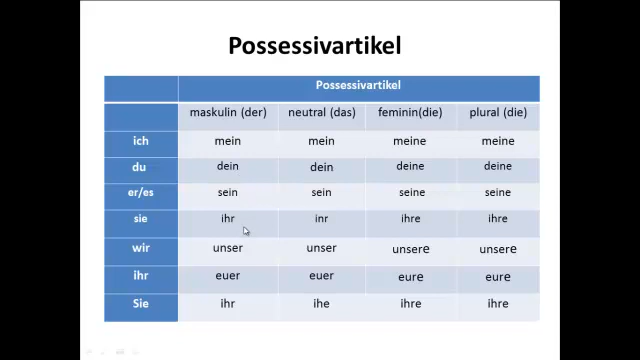 Possessivartikel
Possessivartikel
maskulin (der) neutral (das) feminin(die) plural (die)
ich mein mein meine meine
du dein dein deine deine
er/es sein sein seine seine
sie ihr inr ihre ihre
wir unser unser unsere unsere
ihr euer euer eure eure
Sie ihr ihe ihre ihre